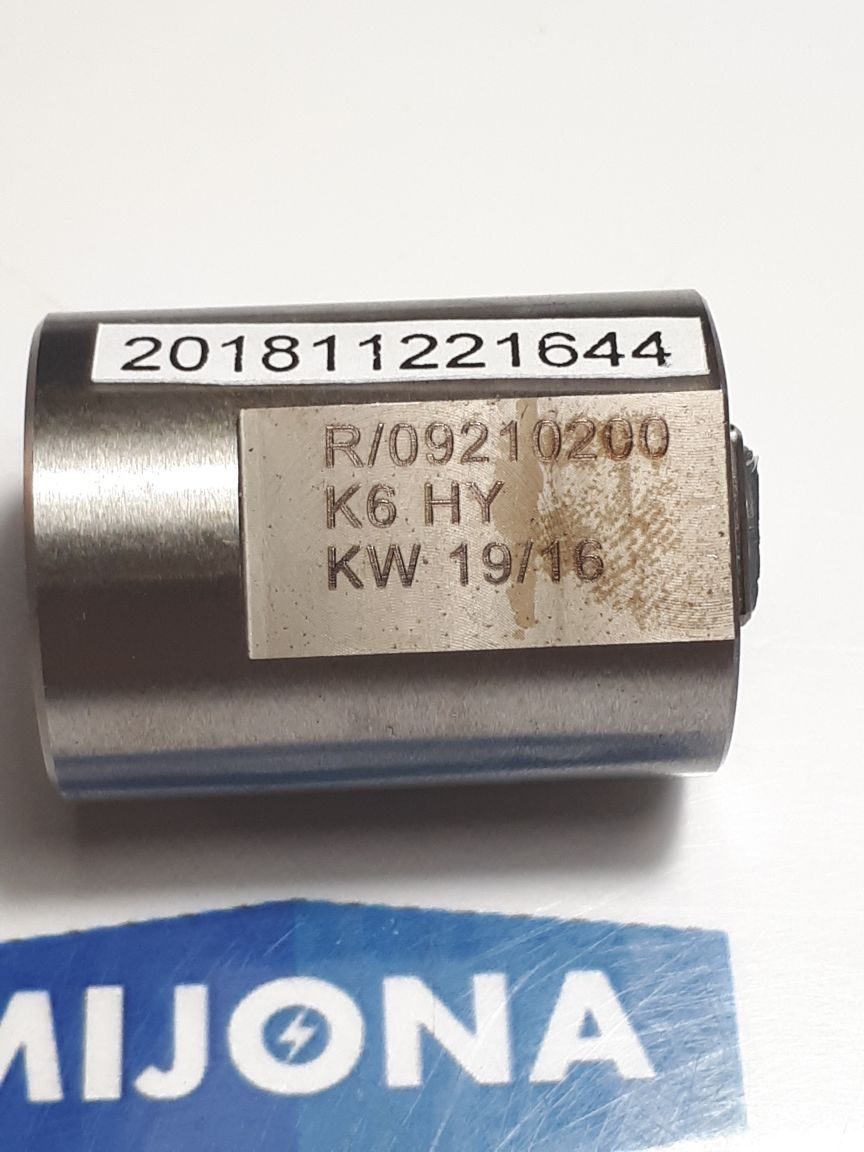 201811221644
R/09210200
K6 HY
KW 19/16
MIJONA